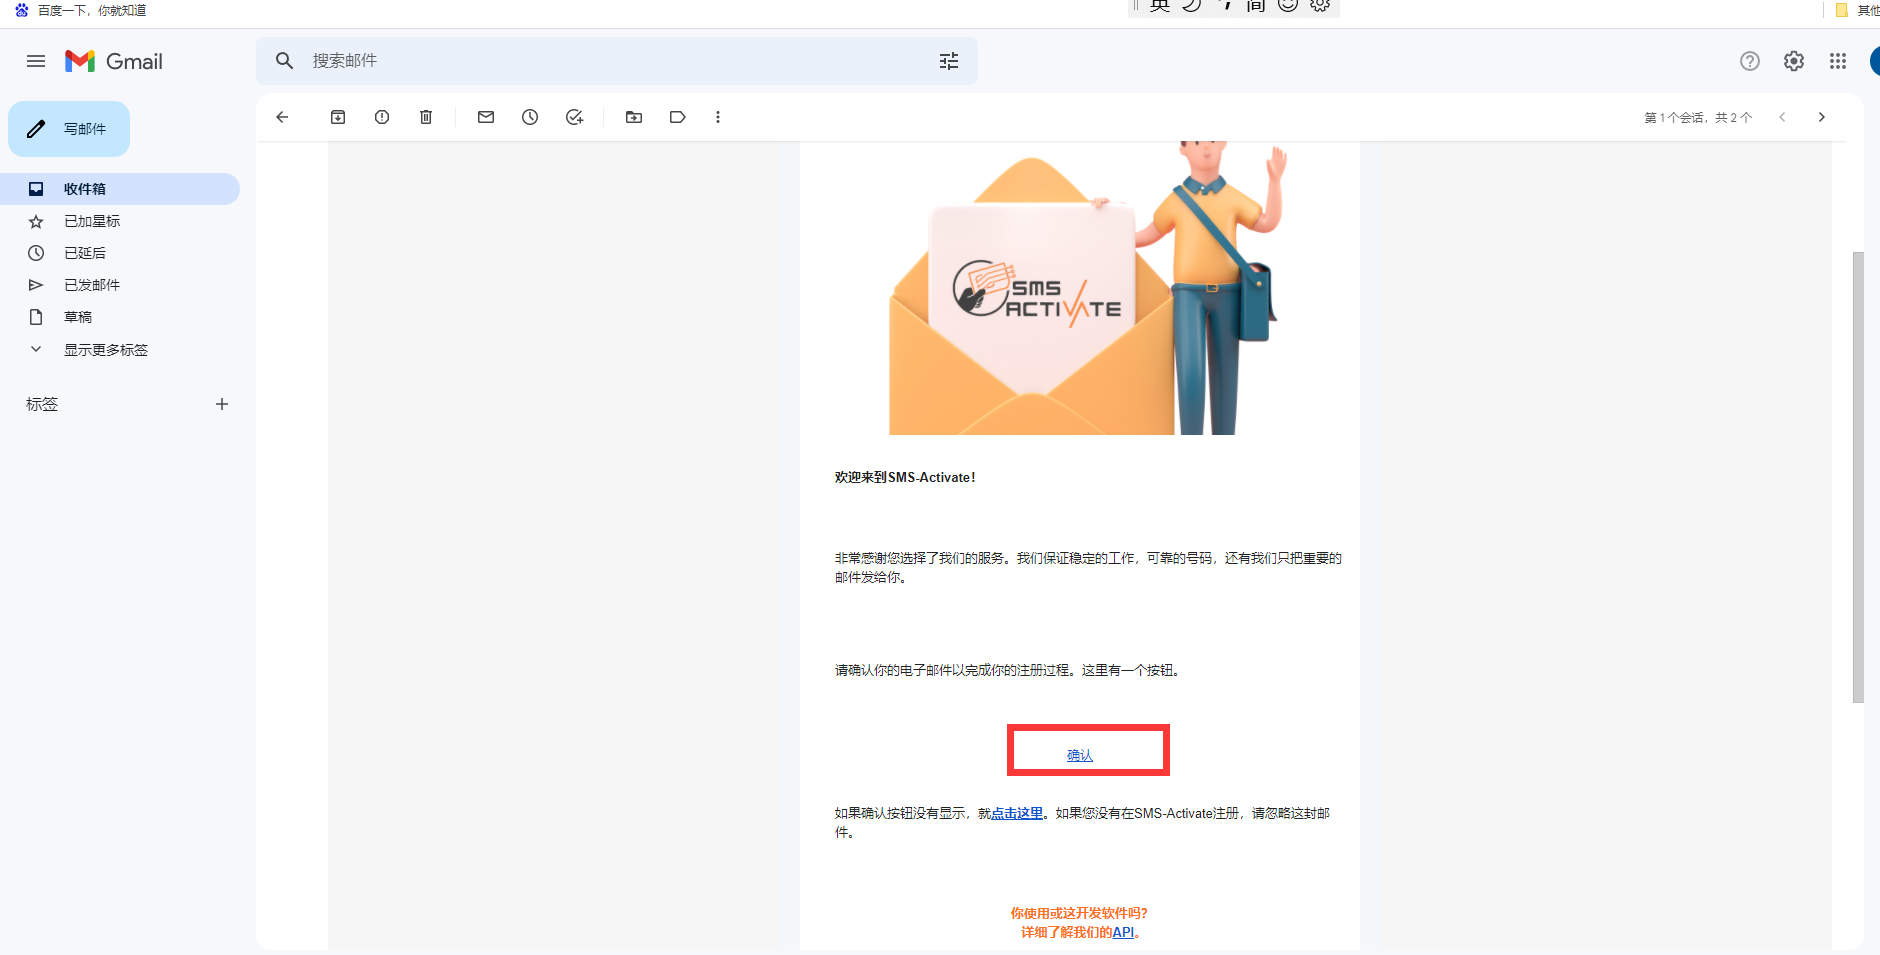 百度一下，你就知道
英 简
Gmail
搜索邮件
写邮件
第 1 个会话，共 2 个
收件箱
已加星标
已延后
已发邮件
草稿
显示更多标签
标签
SMS
ACTIVATE
欢迎来到SMS-Activate！
非常感谢您选择了我们的服务。我们保证稳定的工作，可靠的号码，还有我们只把重要的
邮件发给你。
请确认你的电子邮件以完成你的注册过程。这里有一个按钮。
确认
如果确认按钮没有显示，就点击这里。如果您没有在SMS-Activate注册，请忽略这封邮
件。
你使用或这开发软件吗？
详细了解我们的API。